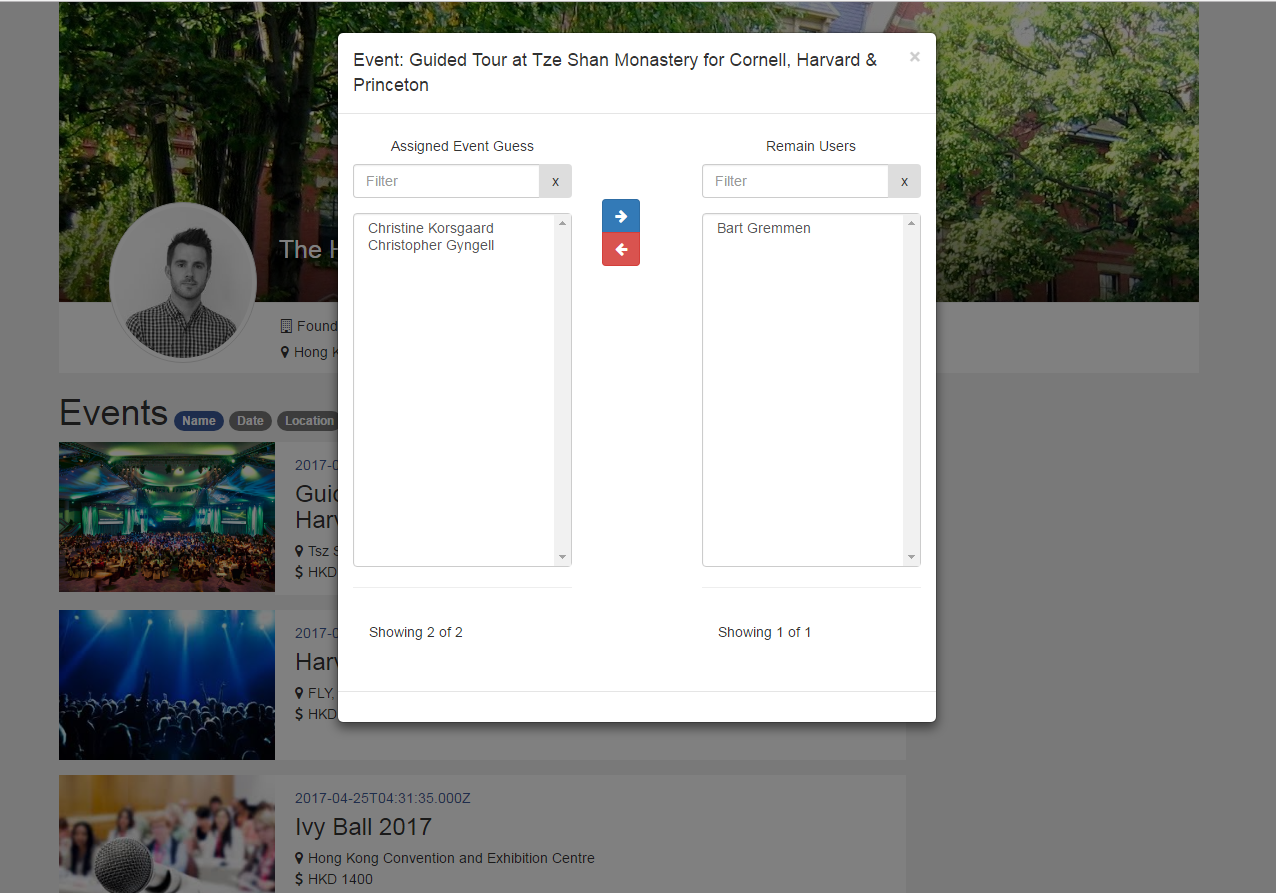 Event: Guided Tour at Tze Shan Monastery for Cornell, Harvard &
Princeton
×
Assigned Event Guess
Remain Users
Filter
x
Filter
x
Christine Korsgaard
Christopher Gyngell
Bart Gremmen
Showing 2 of 2
Showing 1 of 1
The H
Found
Hong K
Events Name Date Location
2017-0
Guid
Harv
Tsz S
$ HKD
2017-0
Harv
FLY,
$ HKD
2017-04-25T04:31:35.000Z
Ivy Ball 2017
Hong Kong Convention and Exhibition Centre
$ HKD 1400